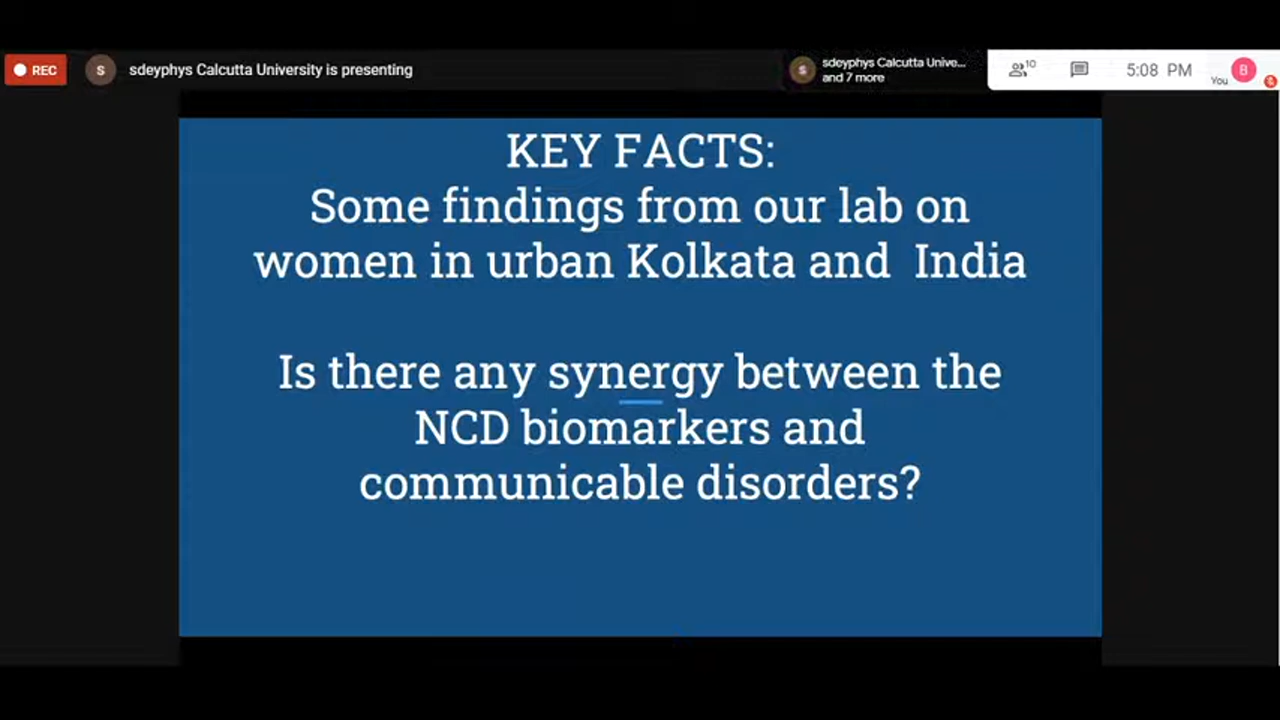 REC
S
sdeyphys Calcutta University is presenting
S
sdeyphys Calcutta Unive...
and 7 more
10
5:08 PM
You
B
KEY FACTS:
Some findings from our lab on
women in urban Kolkata and India
Is there any synergy between the
NCD biomarkers and
communicable disorders?